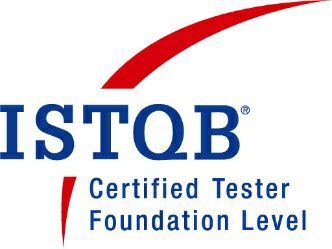 ISTQB®
Certified Tester
Foundation Level